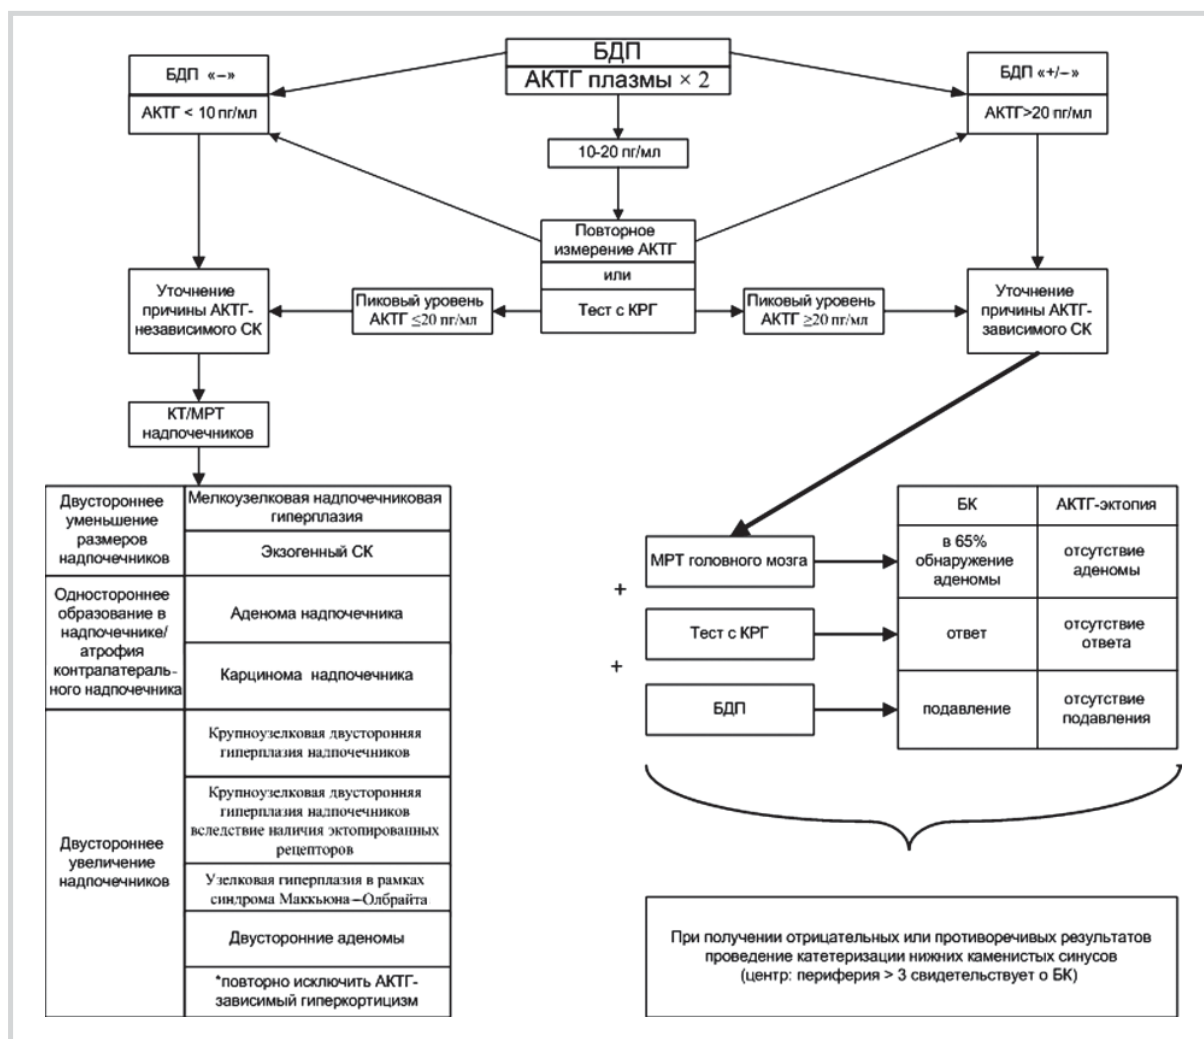 БДП
АКТГ плазмы × 2
БДП «–»
АКТГ < 10 пг/мл
БДП «+/–»
АКТГ>20 пг/мл
10-20 пг/мл
Повторное
измерение АКТГ
или
Тест с КРГ
Уточнение
причины АКТГ-
независимого СК
Пиковый уровень
АКТГ ≤20 пг/мл
Пиковый уровень
АКТГ ≥20 пг/мл
Уточнение
причины АКТГ-
зависимого СК
КТ/МРТ
надпочечников
Двустороннее
уменьшение
размеров
надпочечников
Мелкоузелковая надпочечниковая
гиперплазия
Экзогенный СК
Одностороннее
образование в
надпочечнике/
атрофия
контралатераль-
ного надпочечника
Аденома надпочечника
Карцинома надпочечника
Двустороннее
увеличение
надпочечников
Крупноузелковая двусторонняя
гиперплазия надпочечников
Крупноузелковая двусторонняя
гиперплазия надпочечников
вследствие наличия эктопированных
рецепторов
Узелковая гиперплазия в рамках
синдрома Маккьюна–Олбрайта
Двусторонние аденомы
*повторно исключить АКТГ-
зависимый гиперкортицизм
БК
АКТГ-эктопия
МРТ головного мозга
в 65%
обнаружение
аденомы
отсутствие
аденомы
+
Тест с КРГ
ответ
отсутствие
ответа
+
БДП
подавление
отсутствие
подавления
При получении отрицательных или противоречивых результатов
проведение катетеризации нижних каменистых синусов
(центр: периферия > 3 свидетельствует о БК)